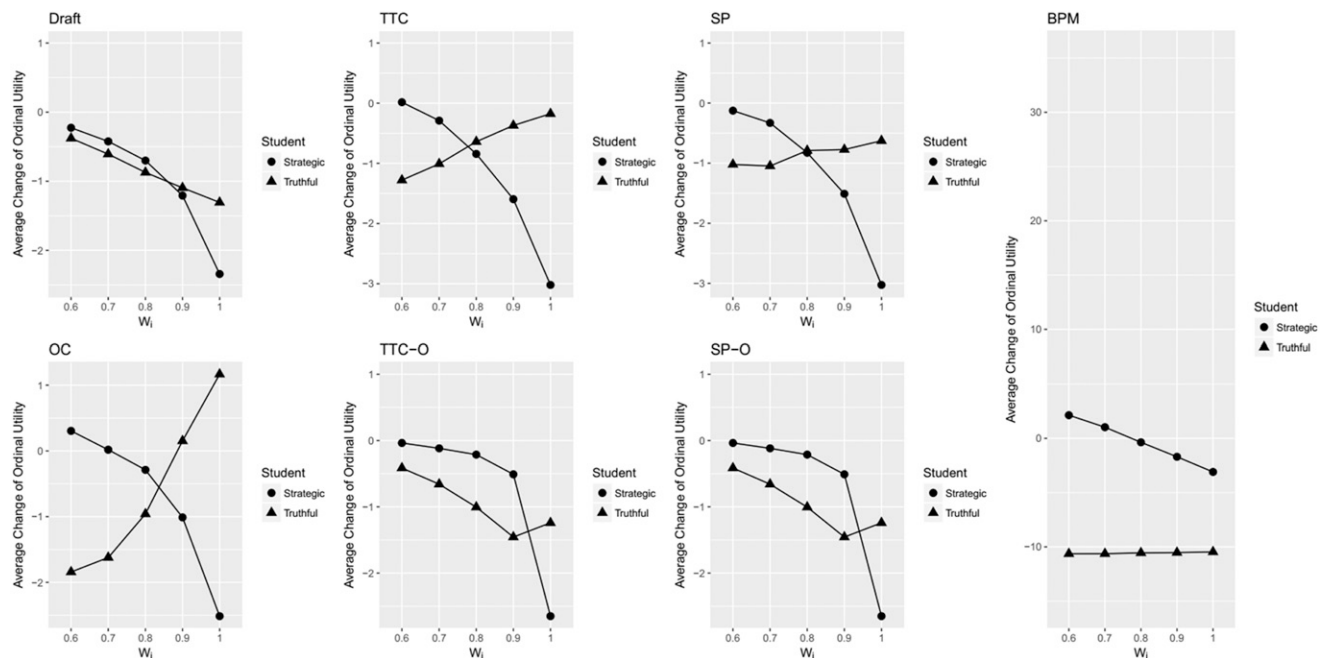 Draft
Average Change of Ordinal Utility
1
0
−1
−2
0.6 0.7 0.8 0.9 1
Wi
Student
Strategic
Truthful
TTC
Average Change of Ordinal Utility
1
0
−1
−2
−3
0.6 0.7 0.8 0.9 1
Wi
Student
Strategic
Truthful
SP
Average Change of Ordinal Utility
1
0
−1
−2
−3
0.6 0.7 0.8 0.9 1
Wi
Student
Strategic
Truthful
BPM
Average Change of Ordinal Utility
30
20
10
0
−10
0.6 0.7 0.8 0.9 1
Wi
Student
Strategic
Truthful
OC
Average Change of Ordinal Utility
1
0
−1
−2
0.6 0.7 0.8 0.9 1
Wi
Student
Strategic
Truthful
TTC−O
Average Change of Ordinal Utility
1
0
−1
−2
0.6 0.7 0.8 0.9 1
Wi
Student
Strategic
Truthful
SP−O
Average Change of Ordinal Utility
1
0
−1
−2
0.6 0.7 0.8 0.9 1
Wi
Student
Strategic
Truthful